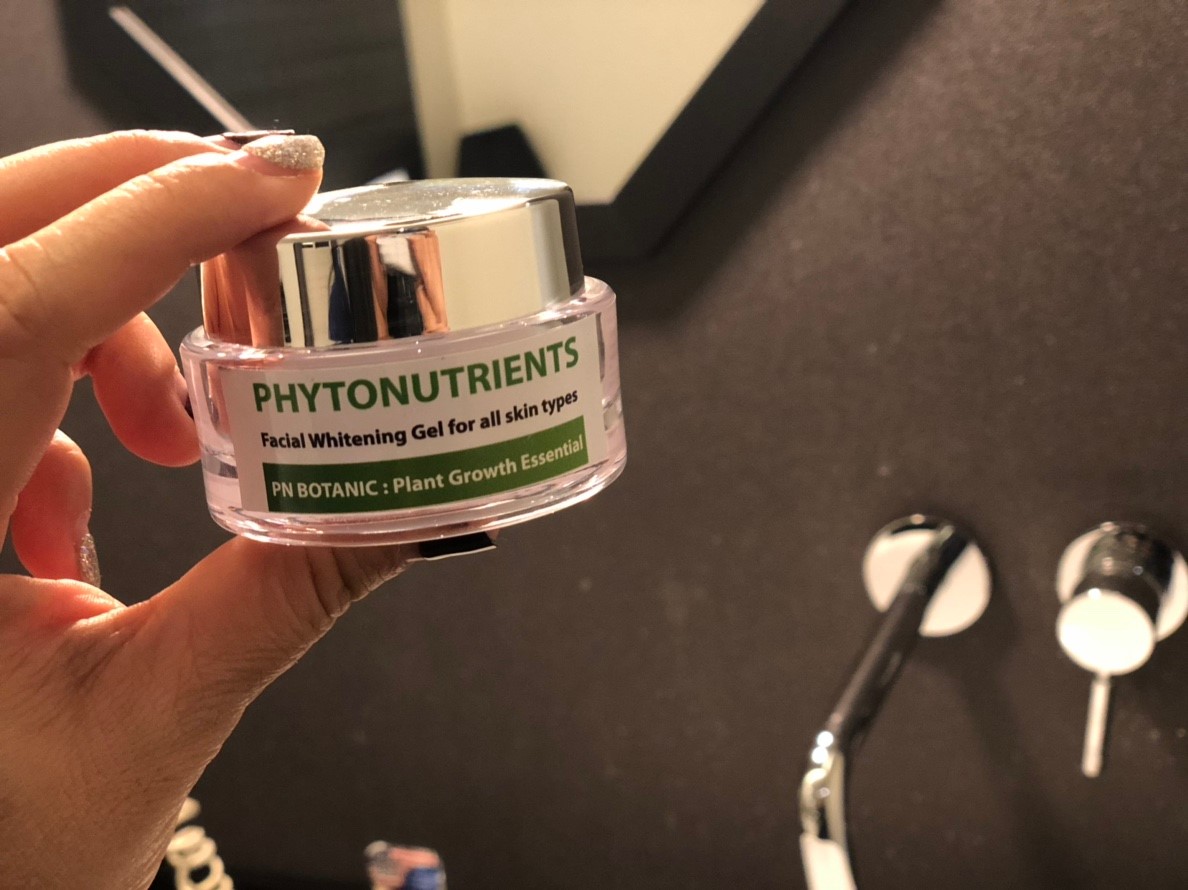 PHYTONUTRIENTS
Facial Whitening Gel for all skin types
PN BOTANIC : Plant Growth Essential